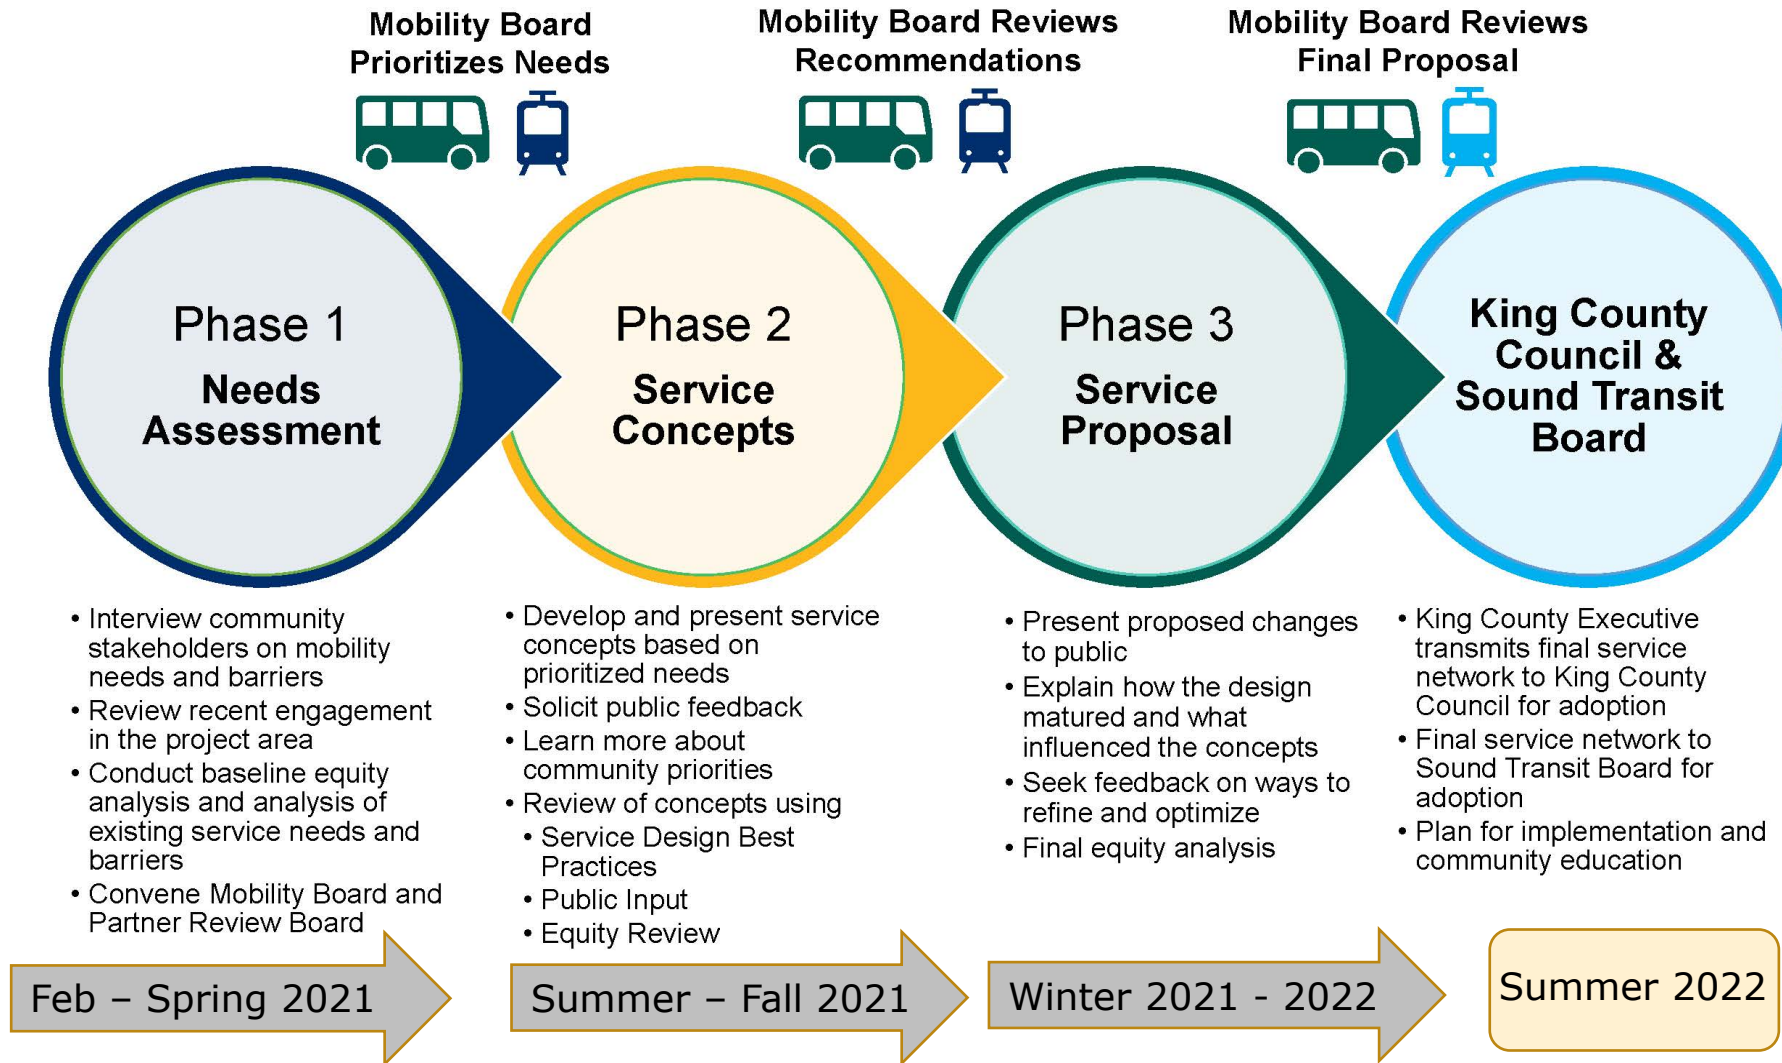 Mobility Board
Prioritizes Needs
Mobility Board Reviews
Recommendations
Mobility Board Reviews
Final Proposal
Phase 1
Needs
Assessment
Phase 2
Service
Concepts
Phase 3
Service
Proposal
King County
Council &
Sound Transit
Board
• Interview community
stakeholders on mobility
needs and barriers
• Review recent engagement
in the project area
• Conduct baseline equity
analysis and analysis of
existing service needs and
barriers
• Convene Mobility Board and
Partner Review Board
• Develop and present service
concepts based on
prioritized needs
• Solicit public feedback
• Learn more about
community priorities
• Review of concepts using
• Service Design Best
Practices
• Public Input
• Equity Review
• Present proposed changes
to public
• Explain how the design
matured and what
influenced the concepts
• Seek feedback on ways to
refine and optimize
• Final equity analysis
• King County Executive
transmits final service
network to King County
Council for adoption
• Final service network to
Sound Transit Board for
adoption
• Plan for implementation and
community education
Feb – Spring 2021
Summer – Fall 2021
Winter 2021 - 2022
Summer 2022